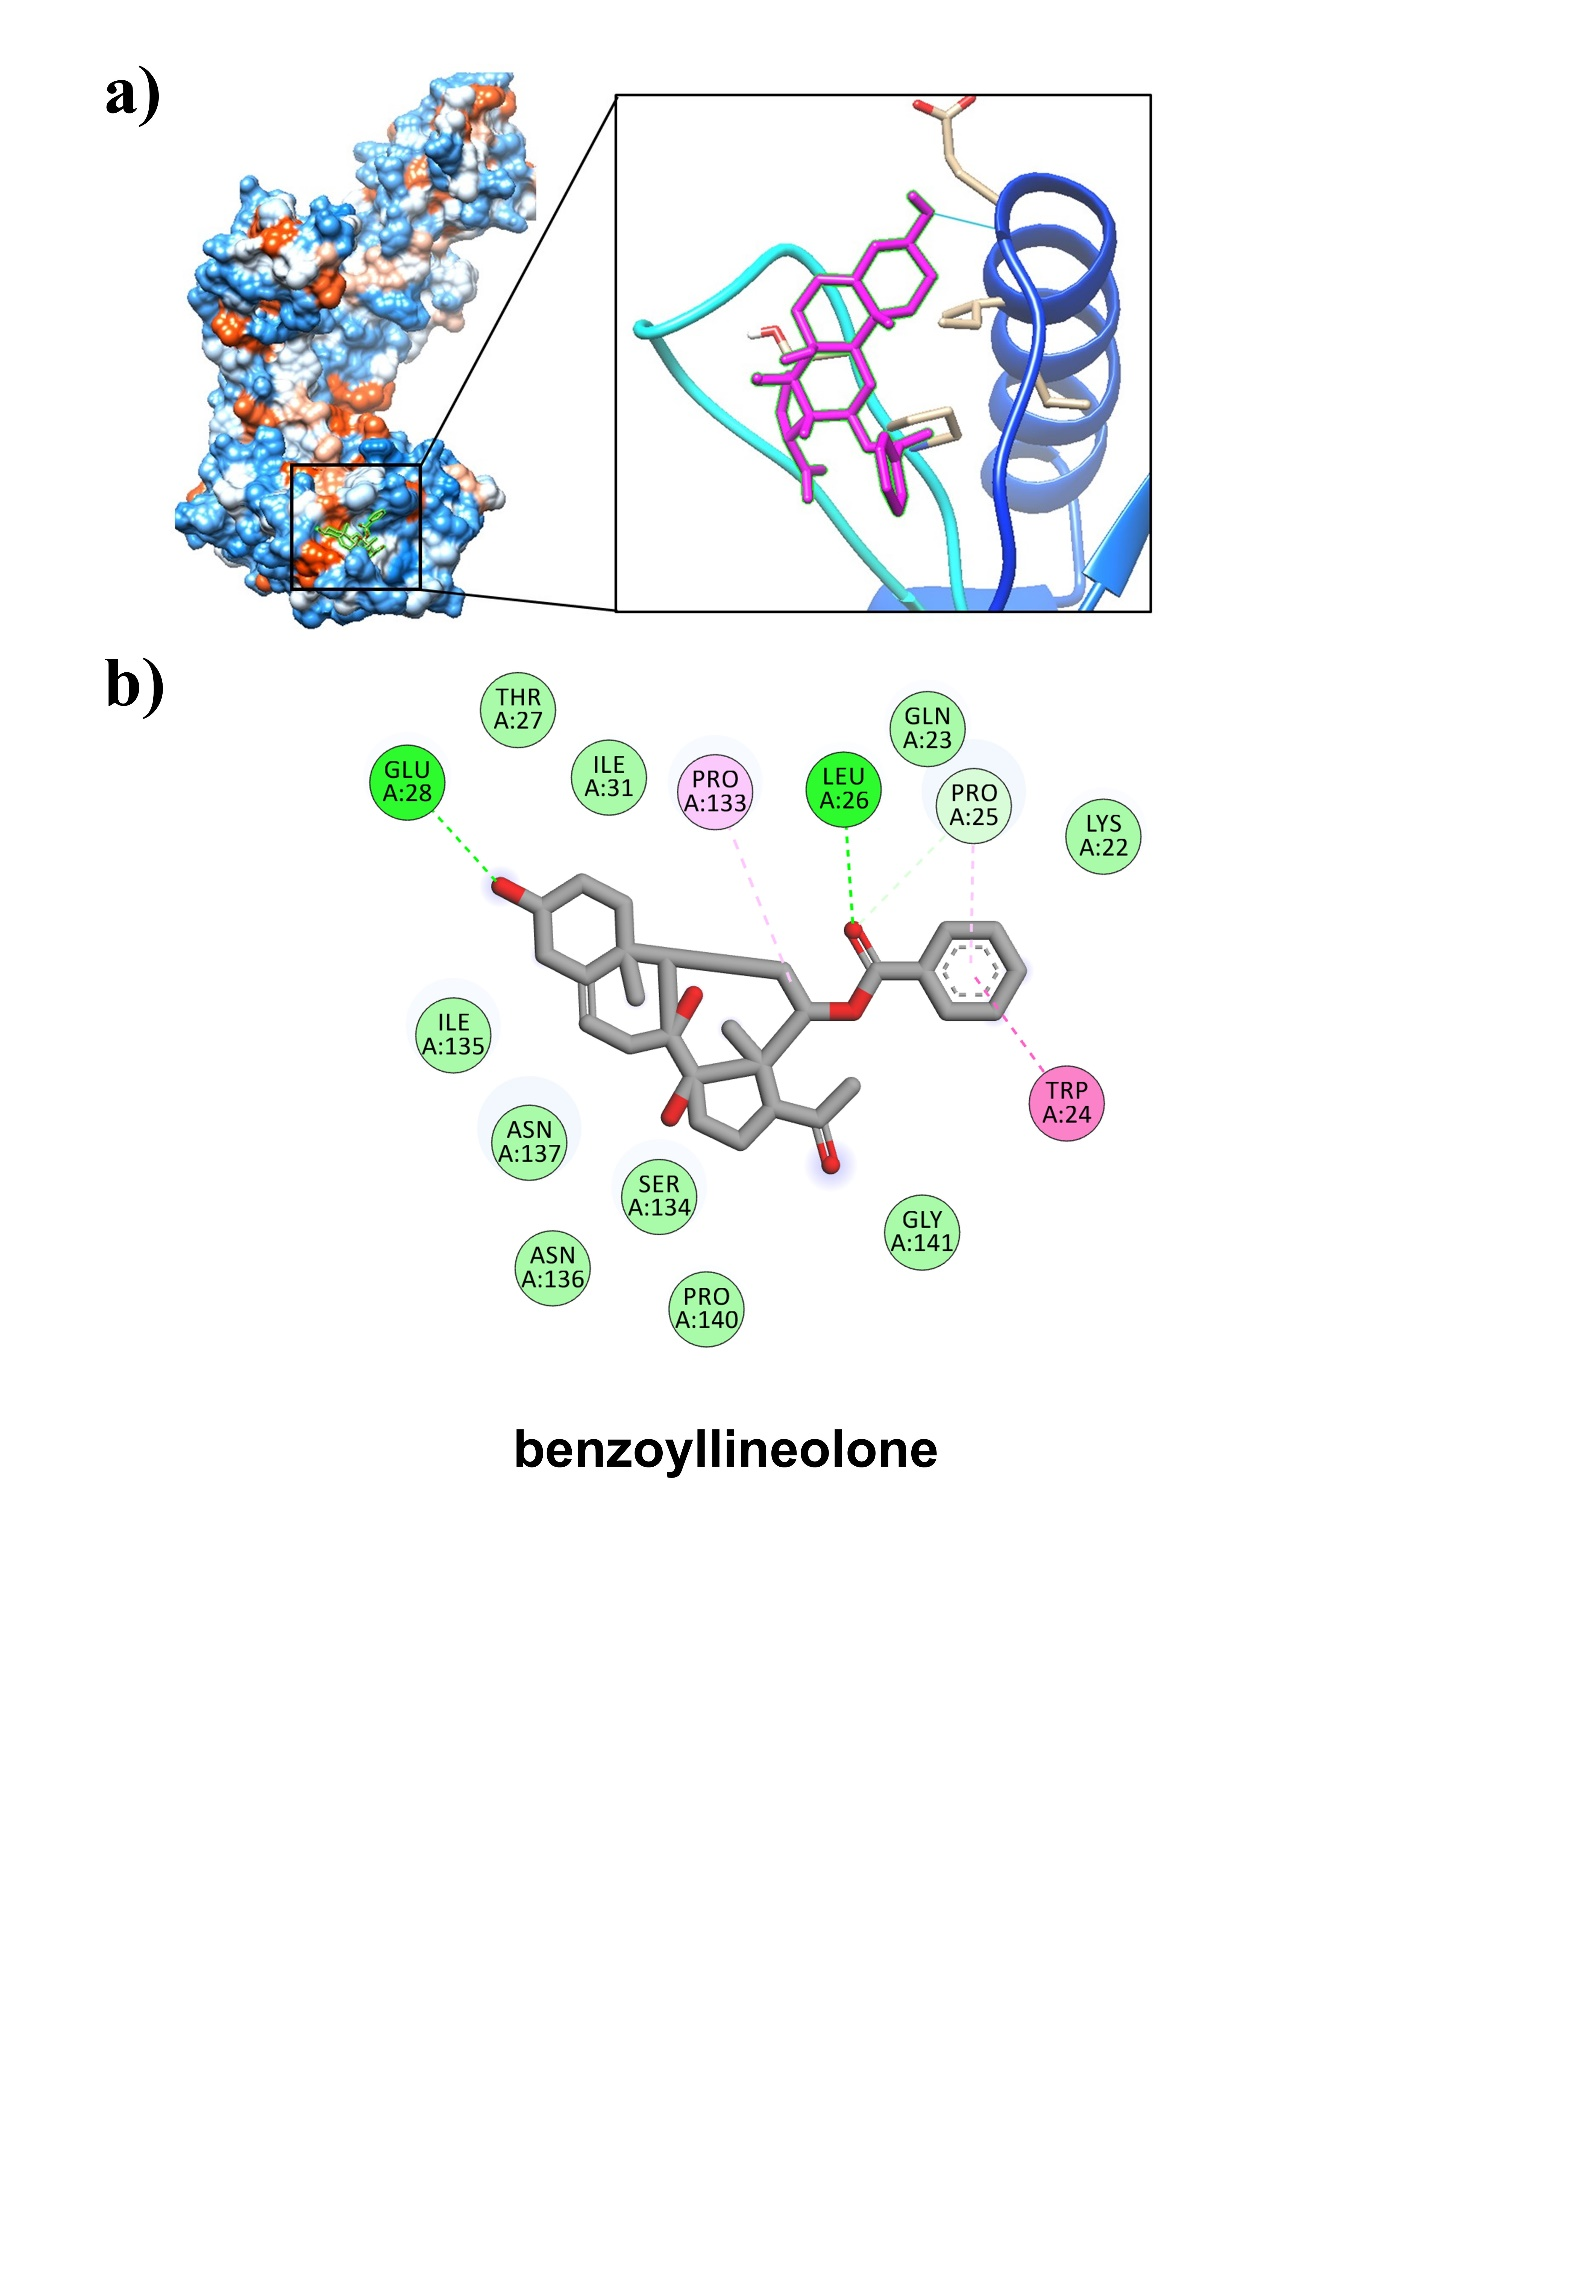 a)
b)
THR
A:27
GLN
A:23
GLU
A:28
ILE
A:31
PRO
A:133
LEU
A:26
PRO
A:25
LYS
A:22
ILE
A:135
TRP
A:24
ASN
A:137
SER
A:134
GLY
A:141
ASN
A:136
PRO
A:140
benzoyllineolone